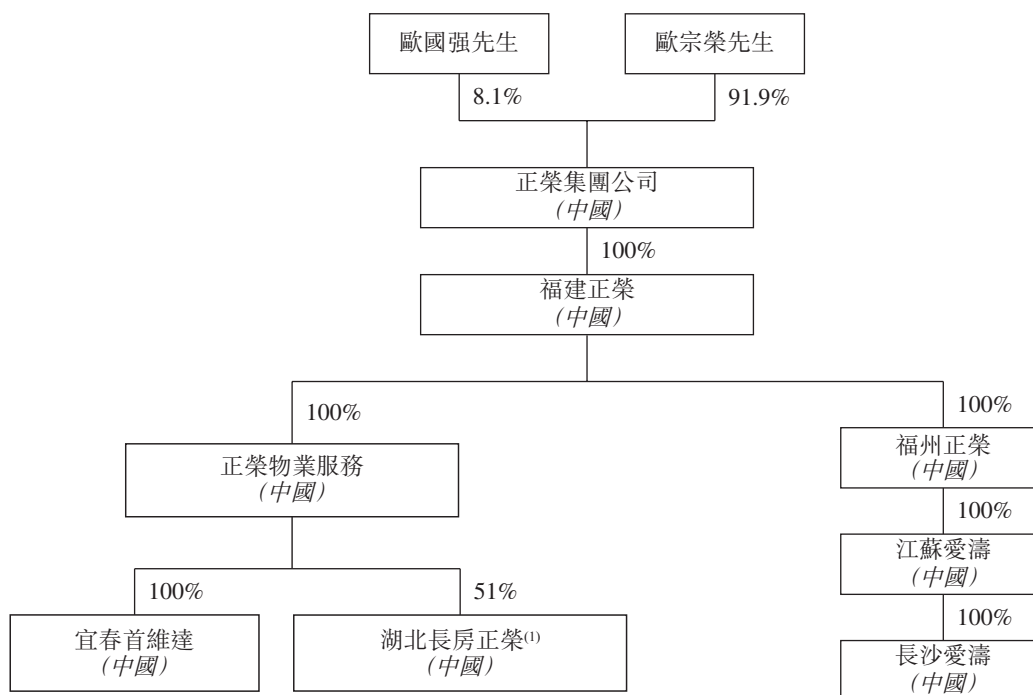 歐國强先生
歐宗榮先生
8.1%
91.9%
正榮集團公司
（中國）
100%
福建正榮
（中國）
100%
100%
正榮物業服務
（中國）
福州正榮
（中國）
100%
江蘇愛濤
（中國）
100%
51%
100%
宜春首維達
（中國）
湖北長房正榮(1)
（中國）
長沙愛濤
（中國）